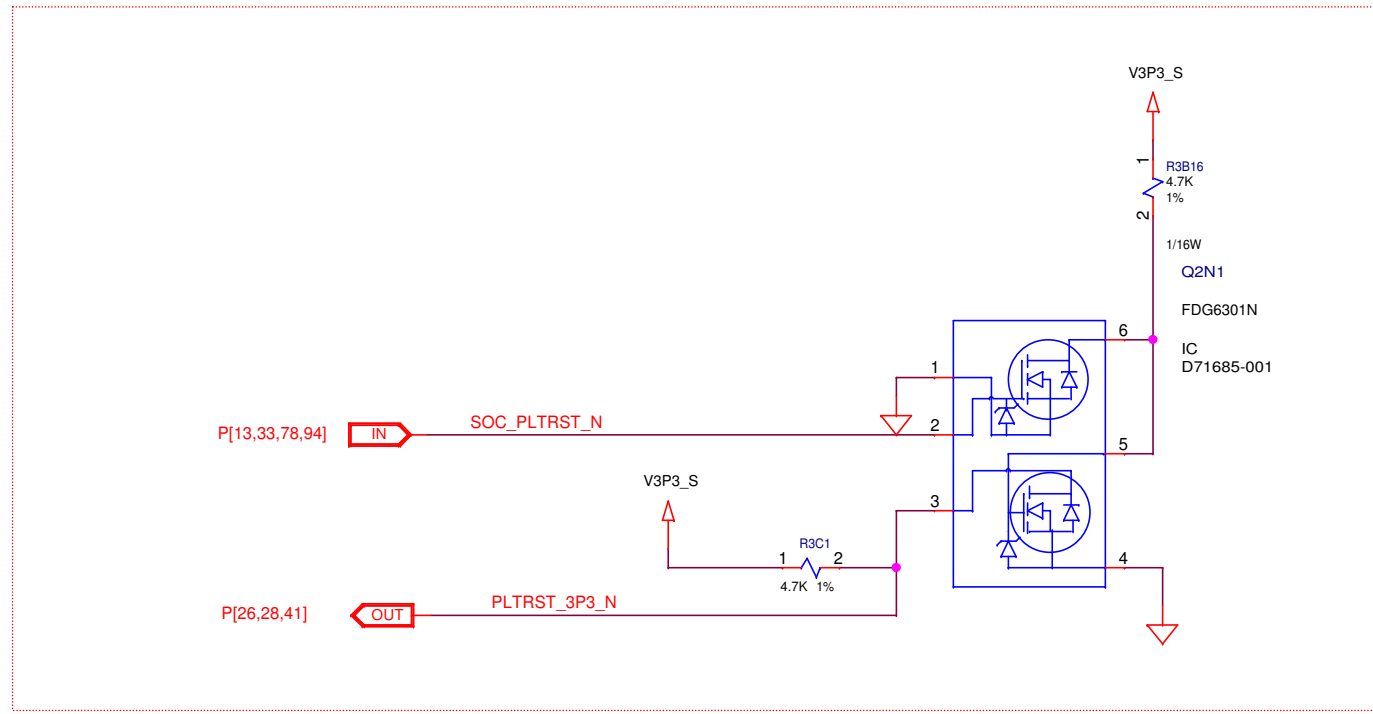 V3P3_S
1
R3B16
4.7K
1%
2
1/16W
Q2N1
FDG6301N
6
IC
D71685-001
1
P[13,33,78,94] IN SOC_PLTRST_N 2
5
V3P3_S
3
R3C1
1 2
4.7K 1%
4
P[26,28,41] OUT PLTRST_3P3_N